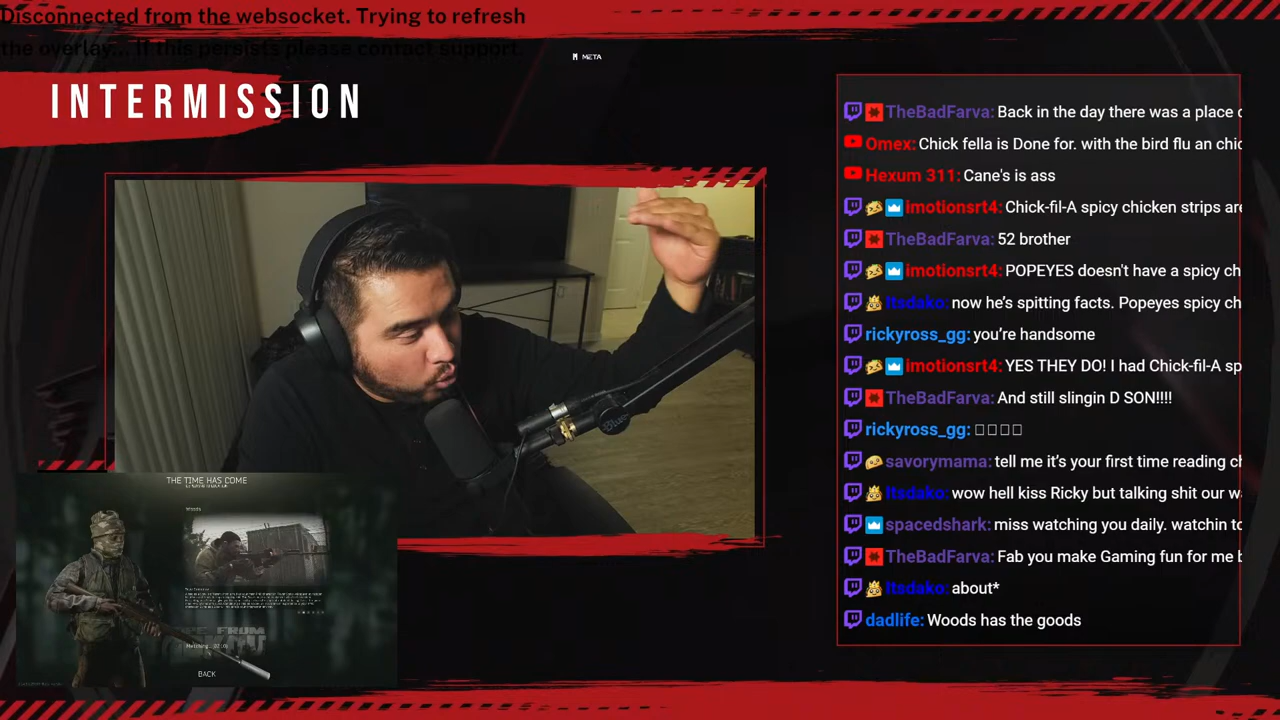 Disconnected from the websocket. Trying to refresh
the overlay... If this persists please contact support.
META
INTERMISSION
TheBadFarva: Back in the day there was a place
Omex: Chick fella is Done for. with the bird flu an
Hexum 311: Cane's is ass
imotionsrt4: Chick-fil-A spicy chicken strips are
TheBadFarva: 52 brother
imotionsrt4: POPEYES doesn't have a spicy
Itsdako: now he's spitting facts. Popeyes spicy
rickyross_gg: you're handsome
imotionsrt4: YES THEY DO! I had Chick-fil-A
TheBadFarva: And still slingin D SON!!!!
rickyross_gg: □□□□
savorymama: tell me it's your first time reading
Itsdako: wow hell kiss Ricky but talking shit our
spacedshark: miss watching you daily. watchin
TheBadFarva: Fab you make Gaming fun for me
Itsdako: about*
dadlife: Woods has the goods
THE TIME HAS COME
Woods
BACK
Blue